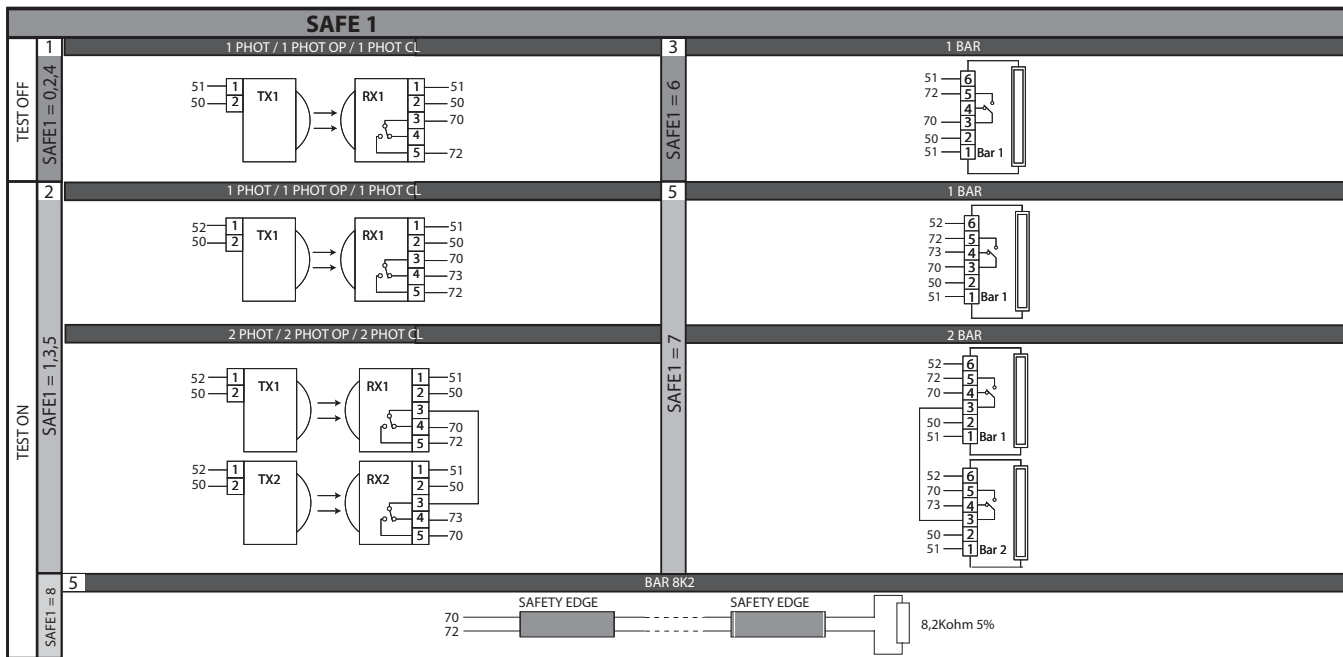 SAFE 1
TEST OFF
1
SAFE1 = 0,2,4
1 PHOT / 1 PHOT OP / 1 PHOT CL
51 1 TX1 RX1 1 51
50 2 2 50
3 70
4
5 72
3
SAFE1 = 6
1 BAR
51 6
72 5
4
70 3
50 2
51 1 Bar 1
TEST ON
2
SAFE1 = 1,3,5
1 PHOT / 1 PHOT OP / 1 PHOT CL
52 1 TX1 RX1 1 51
50 2 2 50
3 70
4 73
5 72
2 PHOT / 2 PHOT OP / 2 PHOT CL
52 1 TX1 RX1 1 51
50 2 2 50
3
4 70
5 72
52 1 TX2 RX2 1 51
50 2 2 50
3
4 73
5 70
5
SAFE1 = 7
1 BAR
52 6
72 5
73 4
70 3
50 2
51 1 Bar 1
2 BAR
52 6
72 5
70 4
3
50 2
51 1 Bar 1
52 6
70 5
73 4
3
50 2
51 1 Bar 2
SAFE1 = 8
5
BAR 8K2
SAFETY EDGE SAFETY EDGE
70
72
8,2Kohm 5%